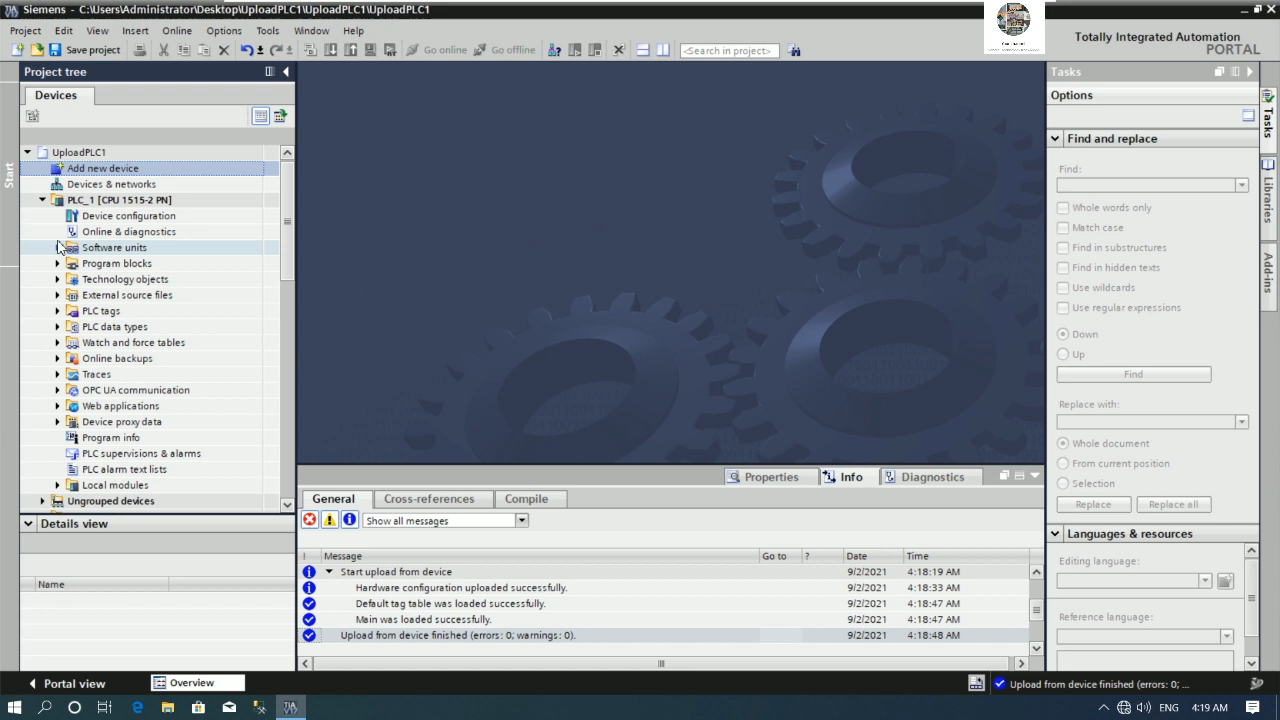 Siemens - C:\Users\Administrator\Desktop\UploadPLC1\UploadPLC1\UploadPLC1
Project Edit View Insert Online Options Tools Window Help
Totally Integrated Automation
PORTAL
Save project
Go online
Go offline
<Search in project>
Project tree
Devices
Start
UploadPLC1
Add new device
Devices & networks
PLC_1 [CPU 1515-2 PN]
Device configuration
Online & diagnostics
Software units
Program blocks
Technology objects
External source files
PLC tags
PLC data types
Watch and force tables
Online backups
Traces
OPC UA communication
Web applications
Device proxy data
Program info
PLC supervisions & alarms
PLC alarm text lists
Local modules
Ungrouped devices
Details view
Name
Properties
Info
Diagnostics
General
Cross-references
Compile
Show all messages
! Message Go to ? Date Time
Start upload from device 9/2/2021 4:18:19 AM
Hardware configuration uploaded successfully. 9/2/2021 4:18:33 AM
Default tag table was loaded successfully. 9/2/2021 4:18:47 AM
Main was loaded successfully. 9/2/2021 4:18:47 AM
Upload from device finished (errors: 0; warnings: 0). 9/2/2021 4:18:48 AM
Tasks
Options
Find and replace
Find:
Whole words only
Match case
Find in substructures
Find in hidden texts
Use wildcards
Use regular expressions
Down
Up
Find
Replace with:
Whole document
From current position
Selection
Replace
Replace all
Languages & resources
Editing language:
Reference language:
Tasks
Libraries
Add-ins
Portal view
Overview
Upload from device finished (errors: 0; ...
ENG 4:19 AM